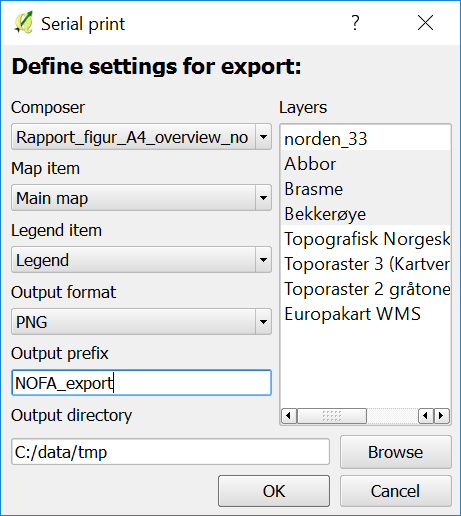 Serial print
Define settings for export:
Composer
Rapport_figur_A4_overview_no
Map item
Main map
Legend item
Legend
Output format
PNG
Output prefix
NOFA_export
Output directory
C:/data/tmp
Layers
norden_33
Abbor
Brasme
Bekkerøye
Topografisk Norgesk
Toporaster 3 (Kartver
Toporaster 2 gråtone
Europakart WMS
Browse
OK
Cancel